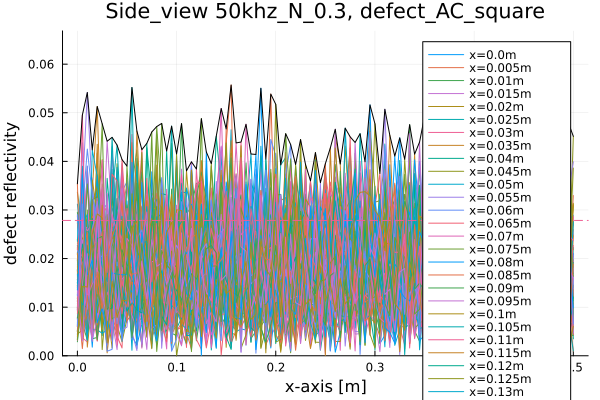 Side_view 50khz_N_0.3, defect_AC_square
defect reflectivity
0.06
0.05
0.04
0.03
0.02
0.01
0.00
0.0
0.1
0.2
0.3
.5
x-axis [m]
x=0.0m
x=0.005m
x=0.01m
x=0.015m
x=0.02m
x=0.025m
x=0.03m
x=0.035m
x=0.04m
x=0.045m
x=0.05m
x=0.055m
x=0.06m
x=0.065m
x=0.07m
x=0.075m
x=0.08m
x=0.085m
x=0.09m
x=0.095m
x=0.1m
x=0.105m
x=0.11m
x=0.115m
x=0.12m
x=0.125m
x=0.13m